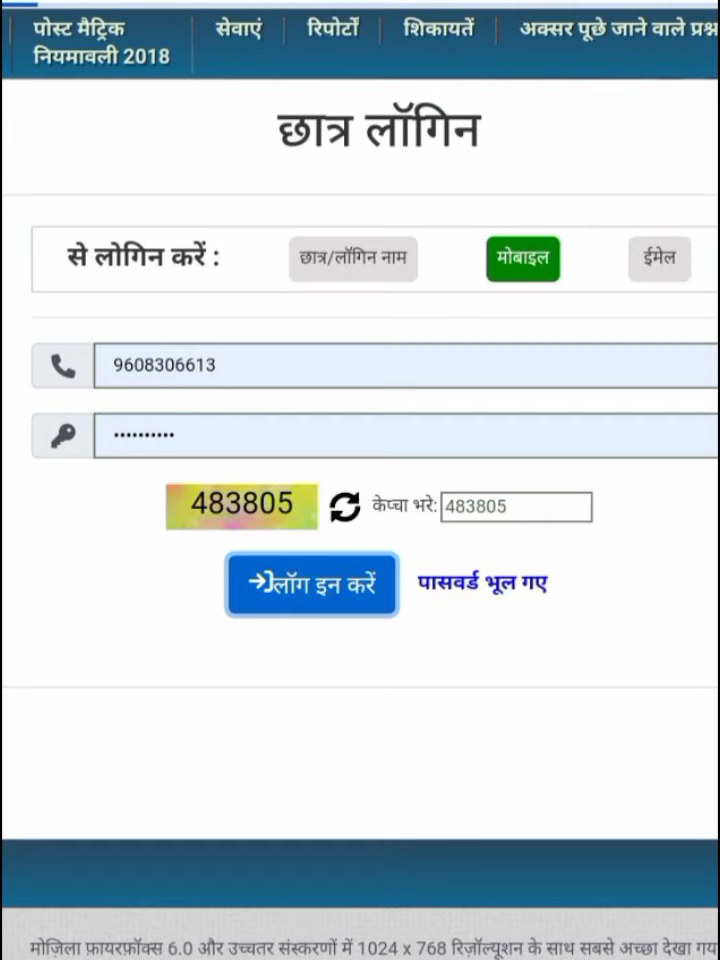 पोस्ट मैट्रिक
नियमावली 2018
सेवाएं
रिपोर्टों
शिकायतें
अक्सर पूछे जाने वाले प्रश्न
छात्र लॉगिन
से लोगिन करें :
छात्र/लॉगिन नाम
मोबाइल
ईमेल
9608306613
••••••••••
483805
केप्चा भरे:
483805
लॉग इन करें
पासवर्ड भूल गए
मोज़िला फ़ायरफ़ॉक्स 6.0 और उच्चतर संस्करणों में 1024 x 768 रिज़ॉल्यूशन के साथ सबसे अच्छा देखा